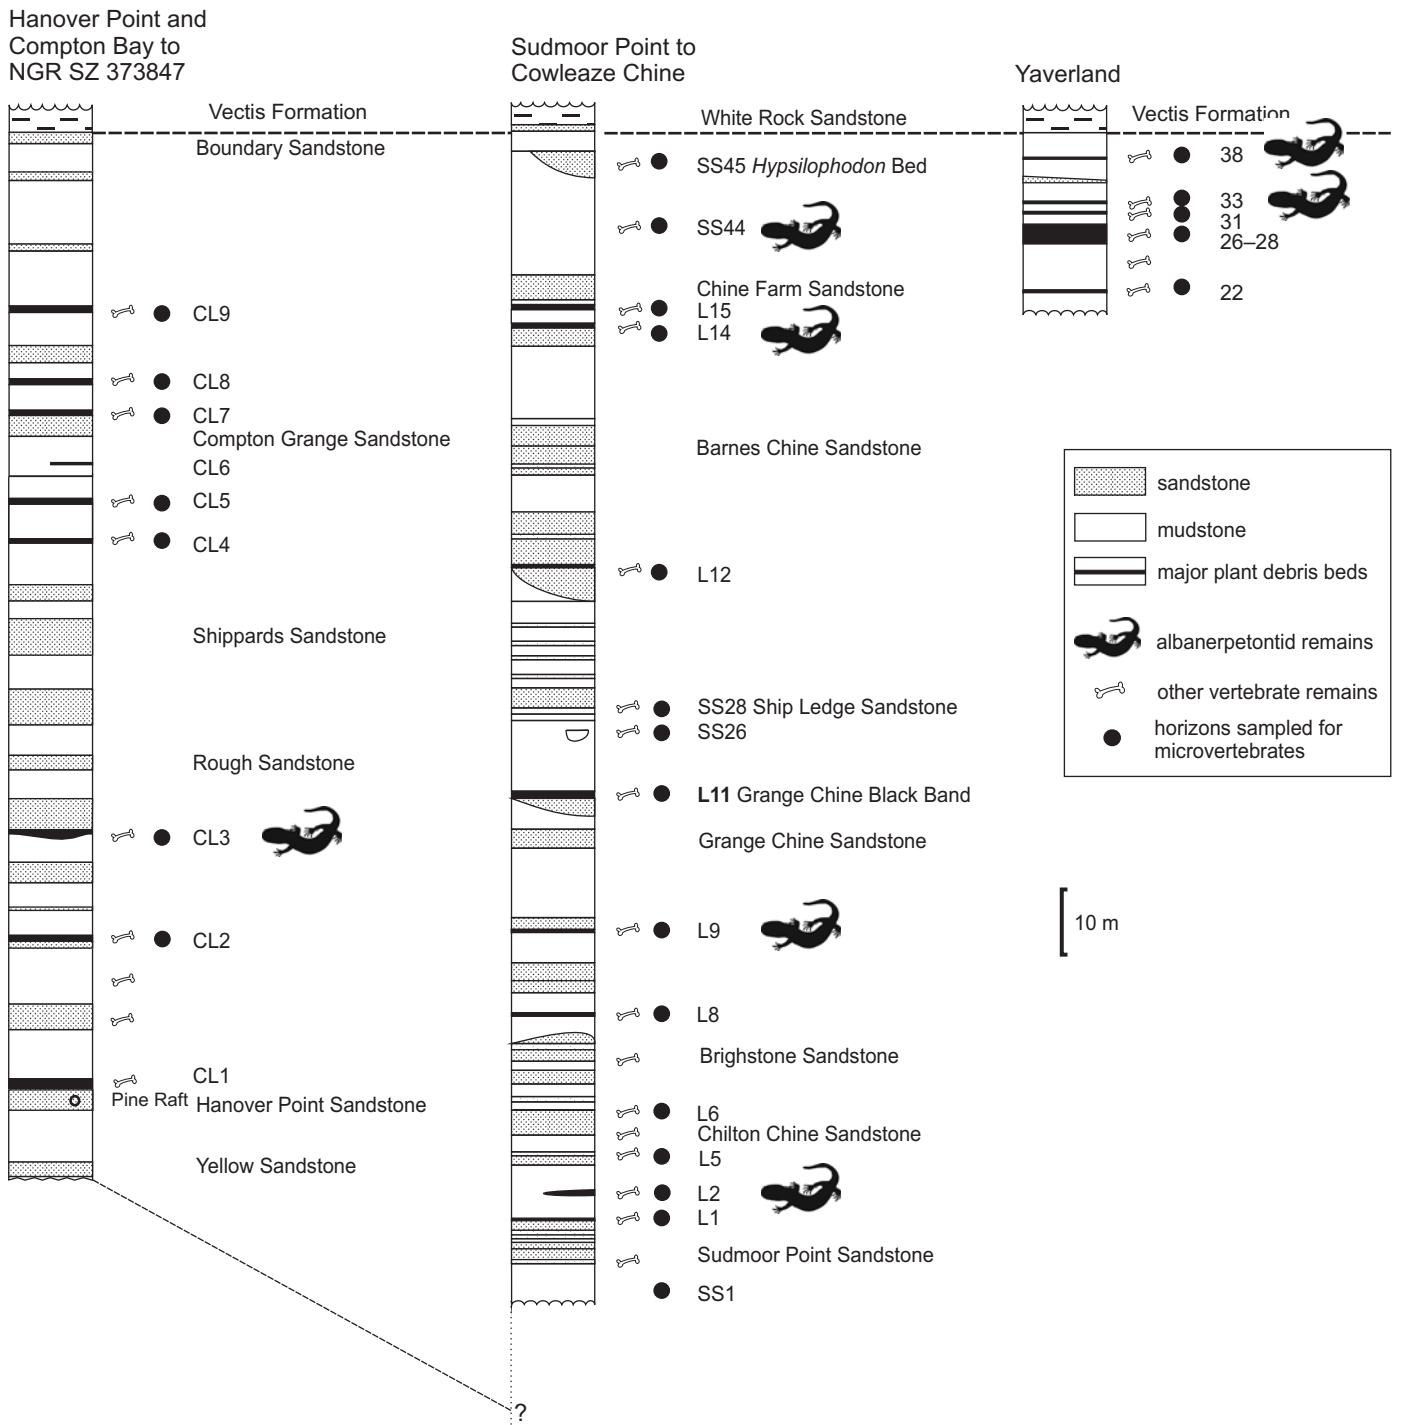 Hanover Point and
Compton Bay to
NGR SZ 373847
Vectis Formation
Boundary Sandstone
CL9
CL8
CL7
Compton Grange Sandstone
CL6
CL5
CL4
Shippards Sandstone
Rough Sandstone
CL3
CL2
CL1
Pine Raft
Hanover Point Sandstone
Yellow Sandstone
Sudmoor Point to
Cowleaze Chine
White Rock Sandstone
SS45 Hypsilophodon Bed
SS44
Chine Farm Sandstone
L15
L14
Barnes Chine Sandstone
L12
SS28 Ship Ledge Sandstone
SS26
L11 Grange Chine Black Band
Grange Chine Sandstone
L9
L8
Brighstone Sandstone
L6
Chilton Chine Sandstone
L5
L2
L1
Sudmoor Point Sandstone
SS1
?
Yaverland
Vectis Formation
38
33
31
26–28
22
sandstone
mudstone
major plant debris beds
albanerpetontid remains
other vertebrate remains
horizons sampled for
microvertebrates
10 m